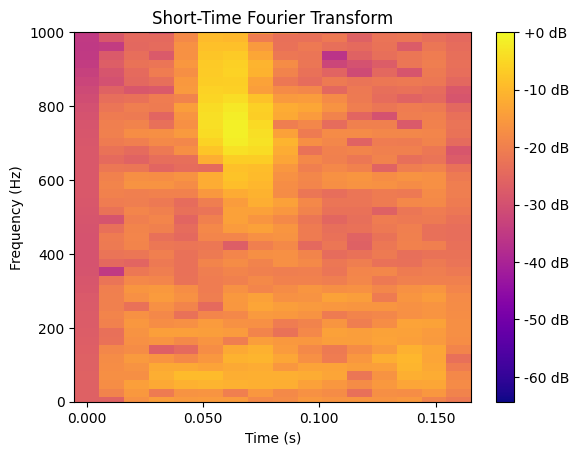 Short-Time Fourier Transform
1000
800
600
400
200
0
Frequency (Hz)
0.000
0.050
0.100
0.150
Time (s)
+0 dB
-10 dB
-20 dB
-30 dB
-40 dB
-50 dB
-60 dB